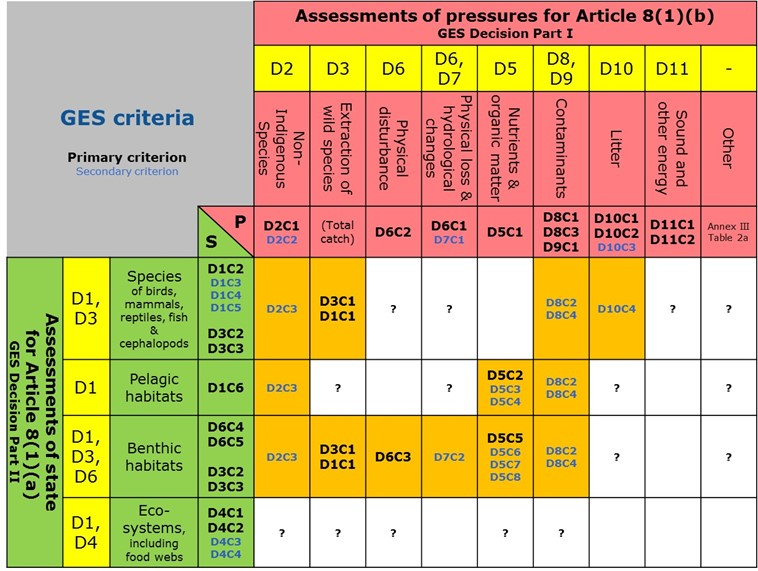 Assessments of pressures for Article 8(1)(b)
GES Decision Part I
D2
D3
D6
D6,
D7
D5
D8,
D9
D10
D11
-
GES criteria
Primary criterion
Secondary criterion
Non-
Indigenous
Species
Extraction of
wild species
Physical
disturbance
Physical loss &
hydrological
changes
Nutrients &
organic matter
Contaminants
Litter
Sound and
other energy
Other
P
S
D2C1
D2C2
(Total
catch)
D6C2
D6C1
D7C1
D5C1
D8C1
D8C3
D9C1
D10C1
D10C2
D10C3
D11C1
D11C2
Annex III
Table 2a
Assessments of state
for Article 8(1)(a)
GES Decision Part II
D1,
D3
Species
of birds,
mammals,
reptiles, fish
&
cephalopods
D1C2
D1C3
D1C4
D1C5
D3C2
D3C3
D2C3
D3C1
D1C1
?
?
D8C2
D8C4
D10C4
?
?
D1
Pelagic
habitats
D1C6
D2C3
?
?
D5C2
D5C3
D5C4
D8C2
D8C4
?
?
D1,
D3,
D6
Benthic
habitats
D6C4
D6C5
D3C2
D3C3
D2C3
D3C1
D1C1
D6C3
D7C2
D5C5
D5C6
D5C7
D5C8
D8C2
D8C4
?
?
D1,
D4
Eco-
systems,
including
food webs
D4C1
D4C2
D4C3
D4C4
?
?
?
?
?